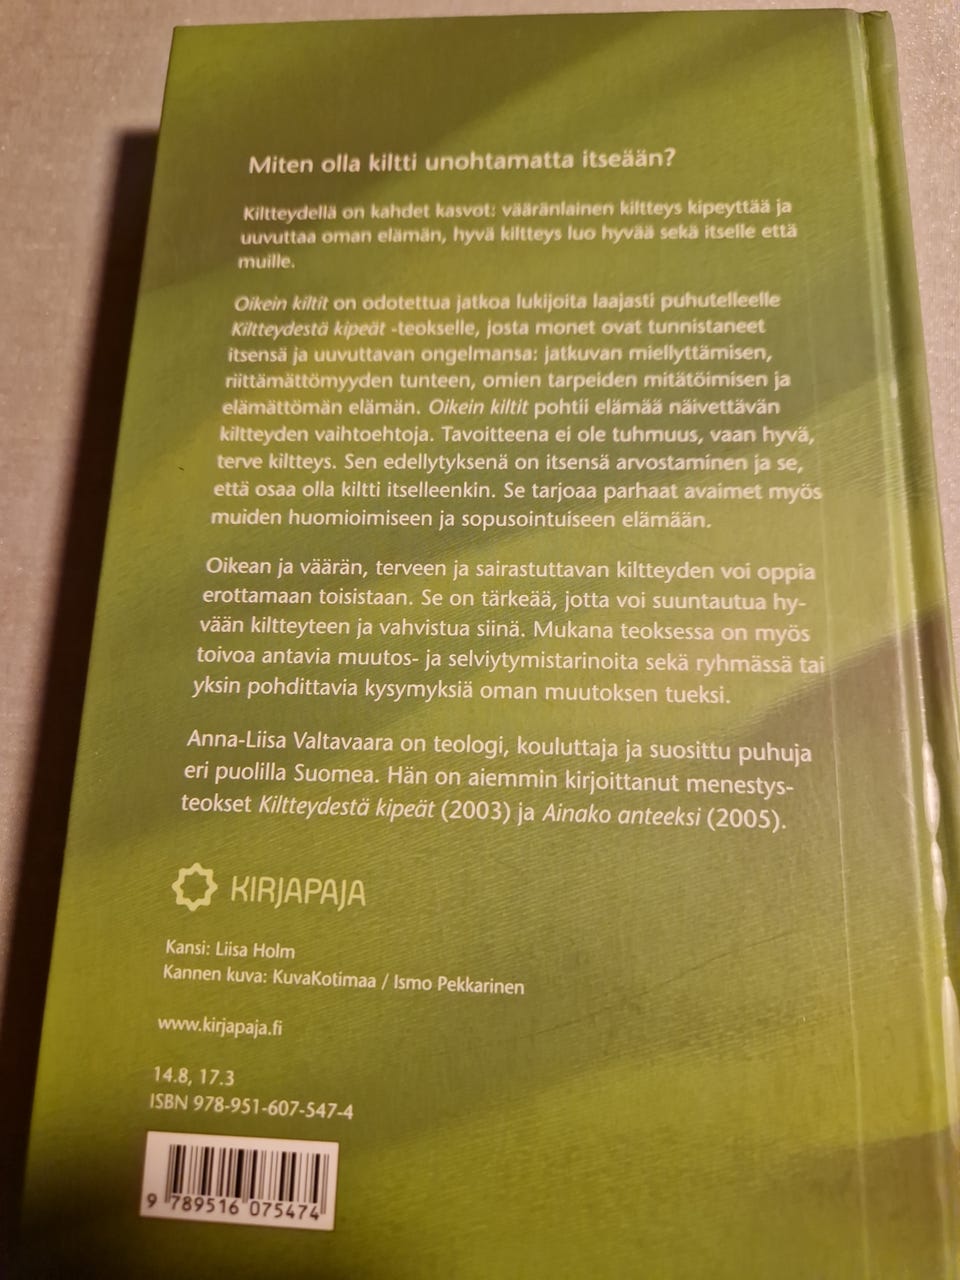 Miten olla kiltti unohtamatta itseään?
Kiltteydellä on kahdet kasvot: vääränlainen kiltteys kipeyttää ja
uuvuttaa oman elämän, hyvä kiltteys luo hyvää sekä itselle että
muille.
Oikein kiltit on odotettua jatkoa lukijoita laajasti puhutelleelle
Kiltteydestä kipeät -teokselle, josta monet ovat tunnistaneet
itsensä ja uuvuttavan ongelmansa: jatkuvan miellyttämisen,
riittämättömyyden tunteen, omien tarpeiden mitätöimisen ja
elämättömän elämän. Oikein kiltit pohtii elämää näivettävän
kiltteyden vaihtoehtoja. Tavoitteena ei ole tuhmuus, vaan hyvä,
terve kiltteys. Sen edellytyksenä on itsensä arvostaminen ja se,
että osaa olla kiltti itselleenkin. Se tarjoaa parhaat avaimet myös
muiden huomioimiseen ja sopusointuiseen elämään.
Oikean ja väärän, terveen ja sairastuttavan kiltteyden voi oppia
erottamaan toisistaan. Se on tärkeää, jotta voi suuntautua hy-
vään kiltteyteen ja vahvistua siinä. Mukana teoksessa on myös
toivoa antavia muutos- ja selviytymistarinoita sekä ryhmässä tai
yksin pohdittavia kysymyksiä oman muutoksen tueksi.
Anna-Liisa Valtavaara on teologi, kouluttaja ja suosittu puhuja
eri puolilla Suomea. Hän on aiemmin kirjoittanut menestys-
teokset Kiltteydestä kipeät (2003) ja Ainako anteeksi (2005).
KIRJAPAJA
Kansi: Liisa Holm
Kannen kuva: KuvaKotimaa / Ismo Pekkarinen
www.kirjapaja.fi
14.8, 17.3
ISBN 978-951-607-547-4
9 789516 075474